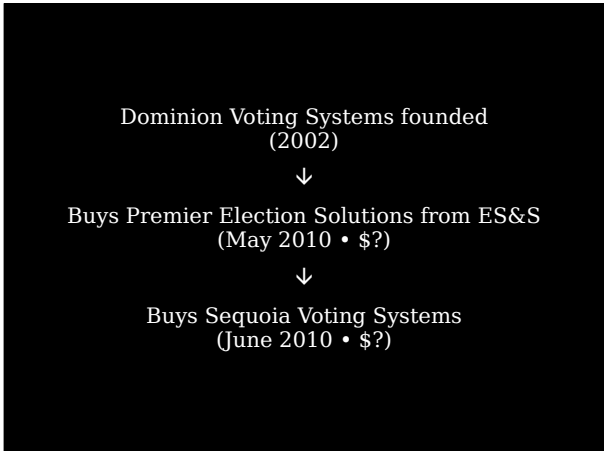 Dominion Voting Systems founded
(2002)
↓
Buys Premier Election Solutions from ES&S
(May 2010 • $?)
↓
Buys Sequoia Voting Systems
(June 2010 • $?)